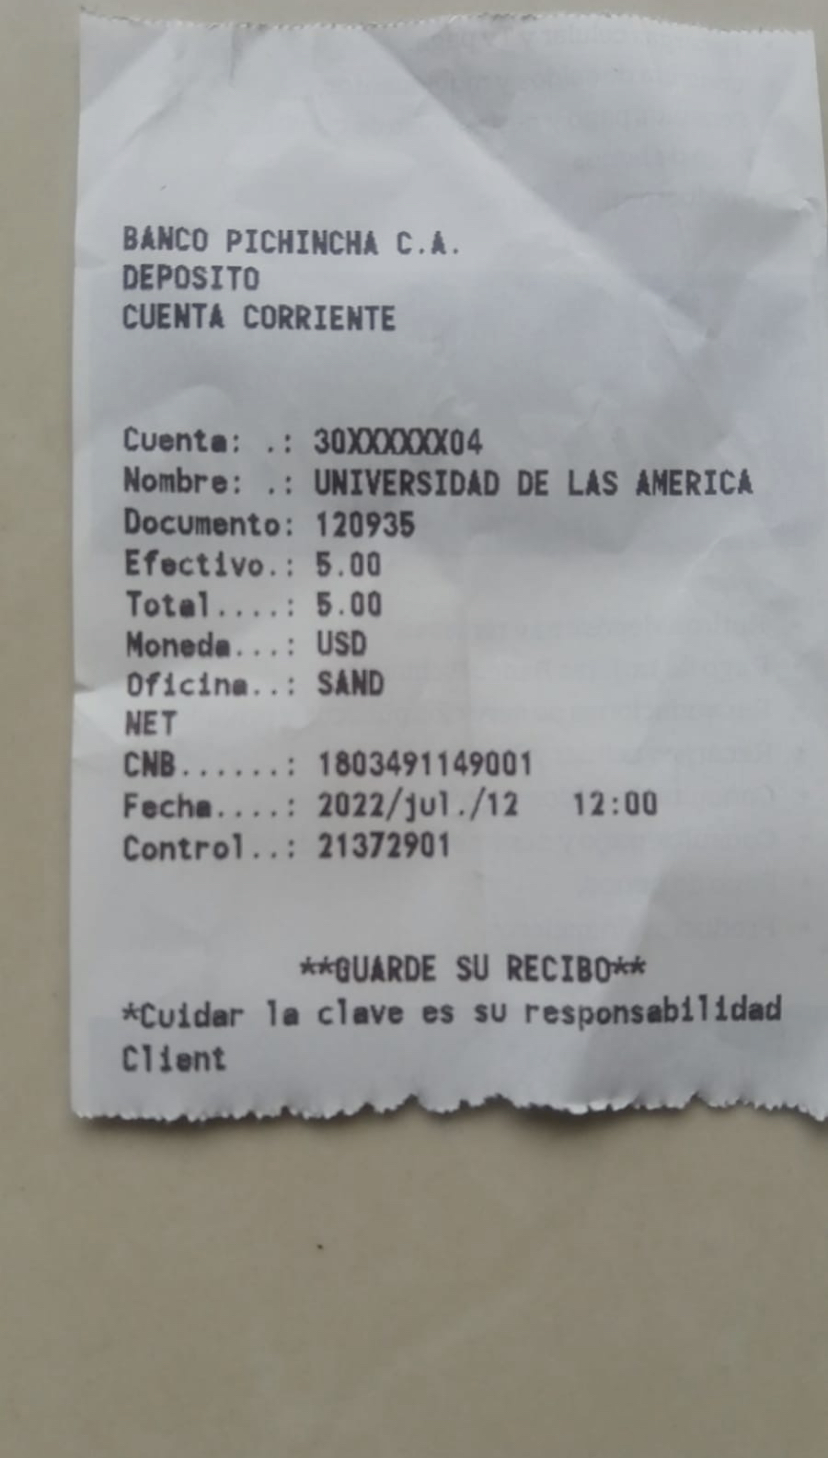 BANCO PICHINCHA C.A.
DEPOSITO
CUENTA CORRIENTE
Cuenta: .: 30XXXXXX04
Nombre: .: UNIVERSIDAD DE LAS AMERICA
Documento: 120935
Efectivo.: 5.00
Total....: 5.00
Moneda...: USD
Oficina..: SAND
NET
CNB......: 1803491149001
Fecha....: 2022/jul./12 12:00
Control..: 21372901
**GUARDE SU RECIBO**
*Cuidar la clave es su responsabilidad
Client